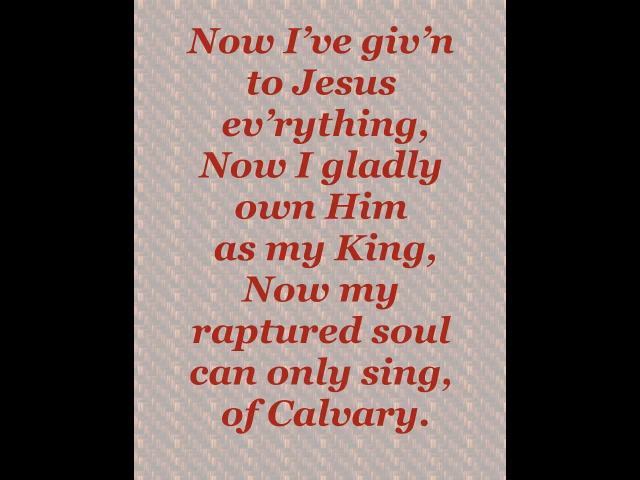 Now I’ve giv’n
to Jesus
ev’rything,
Now I gladly
own Him
as my King,
Now my
raptured soul
can only sing,
of Calvary.